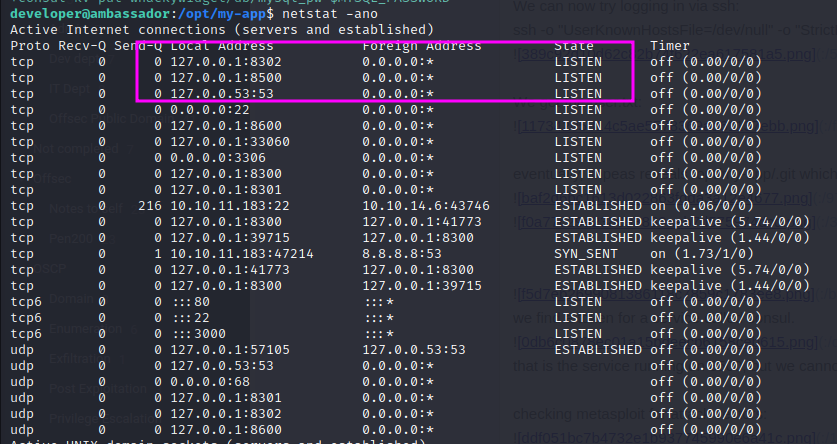 developer@ambassador:/opt/my-app$ netstat -ano
Active Internet connections (servers and established)
Proto Recv-Q Send-Q Local Address Foreign Address State Timer
tcp 0 0 127.0.0.1:8302 0.0.0.0:* LISTEN off (0.00/0/0)
tcp 0 0 127.0.0.1:8500 0.0.0.0:* LISTEN off (0.00/0/0)
tcp 0 0 127.0.0.53:53 0.0.0.0:* LISTEN off (0.00/0/0)
tcp 0 0 0.0.0.0:22 0.0.0.0:* LISTEN off (0.00/0/0)
tcp 0 0 127.0.0.1:8600 0.0.0.0:* LISTEN off (0.00/0/0)
tcp 0 0 127.0.0.1:33060 0.0.0.0:* LISTEN off (0.00/0/0)
tcp 0 0 0.0.0.0:3306 0.0.0.0:* LISTEN off (0.00/0/0)
tcp 0 0 127.0.0.1:8300 0.0.0.0:* LISTEN off (0.00/0/0)
tcp 0 0 127.0.0.1:8301 0.0.0.0:* LISTEN off (0.00/0/0)
tcp 0 216 10.10.11.183:22 10.10.14.6:43746 ESTABLISHED on (0.06/0/0)
tcp 0 0 127.0.0.1:8300 127.0.0.1:41773 ESTABLISHED keepalive (5.74/0/0)
tcp 0 0 127.0.0.1:39715 127.0.0.1:8300 ESTABLISHED keepalive (1.44/0/0)
tcp 0 1 10.10.11.183:47214 8.8.8.8:53 SYN_SENT on (1.73/1/0)
tcp 0 0 127.0.0.1:41773 127.0.0.1:8300 ESTABLISHED keepalive (5.74/0/0)
tcp 0 0 127.0.0.1:8300 127.0.0.1:39715 ESTABLISHED keepalive (1.44/0/0)
tcp6 0 0 :::80 :::* LISTEN off (0.00/0/0)
tcp6 0 0 :::22 :::* LISTEN off (0.00/0/0)
tcp6 0 0 :::3000 :::* LISTEN off (0.00/0/0)
udp 0 0 127.0.0.1:57105 127.0.0.53:53 ESTABLISHED off (0.00/0/0)
udp 0 0 127.0.0.53:53 0.0.0.0:* off (0.00/0/0)
udp 0 0 0.0.0.0:68 0.0.0.0:* off (0.00/0/0)
udp 0 0 127.0.0.1:8301 0.0.0.0:* off (0.00/0/0)
udp 0 0 127.0.0.1:8302 0.0.0.0:* off (0.00/0/0)
udp 0 0 127.0.0.1:8600 0.0.0.0:* off (0.00/0/0)
Active UNIX domain sockets (servers and established)
We can now try logging in via ssh: